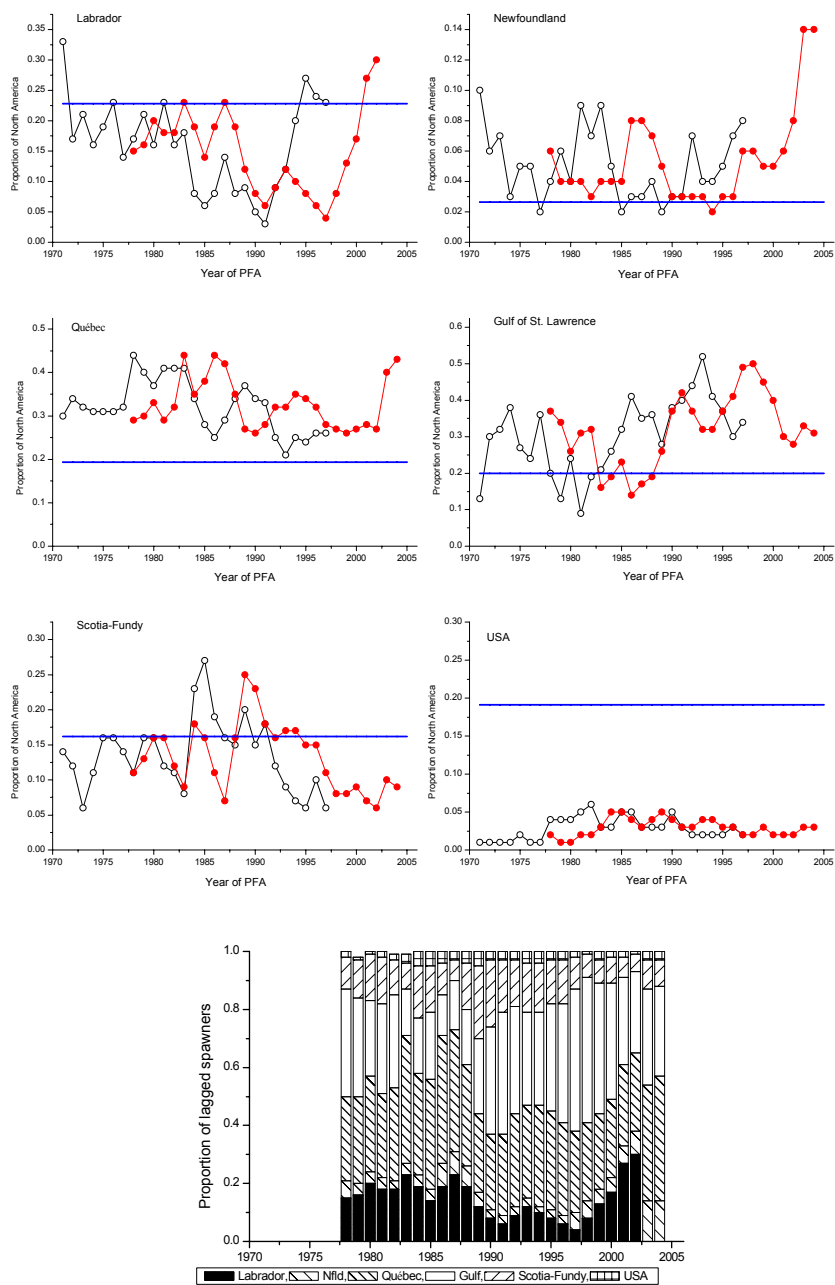 Labrador
Newfoundland
0.35
0.30
0.25
0.20
0.15
0.10
0.05
0.00
Proportion of North America
1970 1975 1980 1985 1990 1995 2000 2005
Year of PFA
0.14
0.12
0.10
0.08
0.06
0.04
0.02
0.00
Proportion of North America
1970 1975 1980 1985 1990 1995 2000 2005
Year of PFA
Québec
Gulf of St. Lawrence
0.5
0.4
0.3
0.2
0.1
0.0
Proportion of North America
1970 1975 1980 1985 1990 1995 2000 2005
Year of PFA
0.6
0.5
0.4
0.3
0.2
0.1
0.0
Proportion of North America
1970 1975 1980 1985 1990 1995 2000 2005
Year of PFA
Scotia-Fundy
USA
0.30
0.25
0.20
0.15
0.10
0.05
0.00
Proportion of North America
1970 1975 1980 1985 1990 1995 2000 2005
Year of PFA
0.30
0.25
0.20
0.15
0.10
0.05
0.00
Proportion of North America
1970 1975 1980 1985 1990 1995 2000 2005
Year of PFA
1.0
0.8
0.6
0.4
0.2
0.0
Proportion of lagged spawners
1970 1975 1980 1985 1990 1995 2000 2005
Labrador, Nfld, Québec, Gulf, Scotia-Fundy, USA